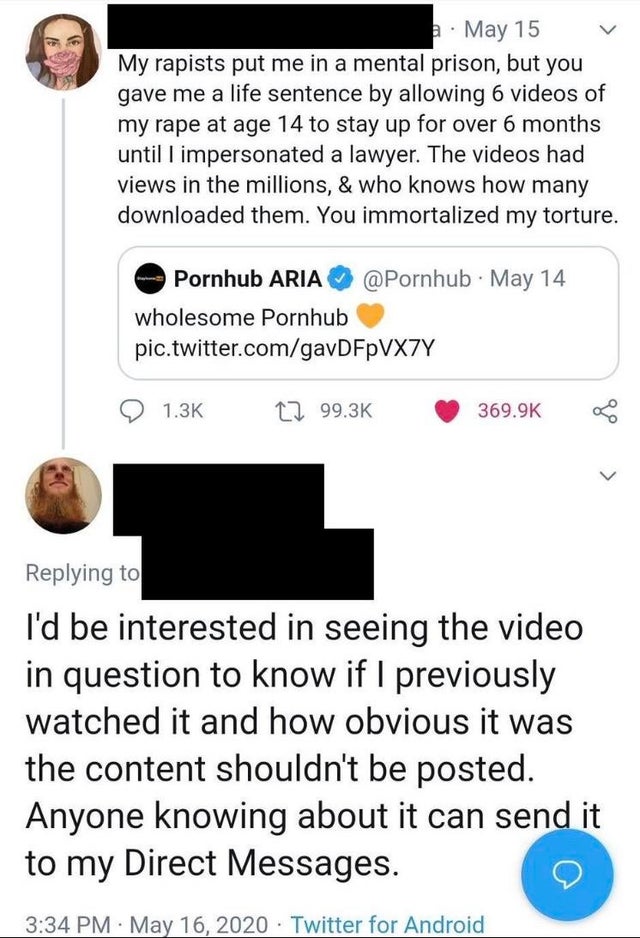 a · May 15
My rapists put me in a mental prison, but you
gave me a life sentence by allowing 6 videos of
my rape at age 14 to stay up for over 6 months
until I impersonated a lawyer. The videos had
views in the millions, & who knows how many
downloaded them. You immortalized my torture.
Pornhub ARIA @Pornhub · May 14
wholesome Pornhub 🧡
pic.twitter.com/gavDFpVX7Y
1.3K 99.3K 369.9K
Replying to
I'd be interested in seeing the video
in question to know if I previously
watched it and how obvious it was
the content shouldn't be posted.
Anyone knowing about it can send it
to my Direct Messages.
3:34 PM · May 16, 2020 · Twitter for Android